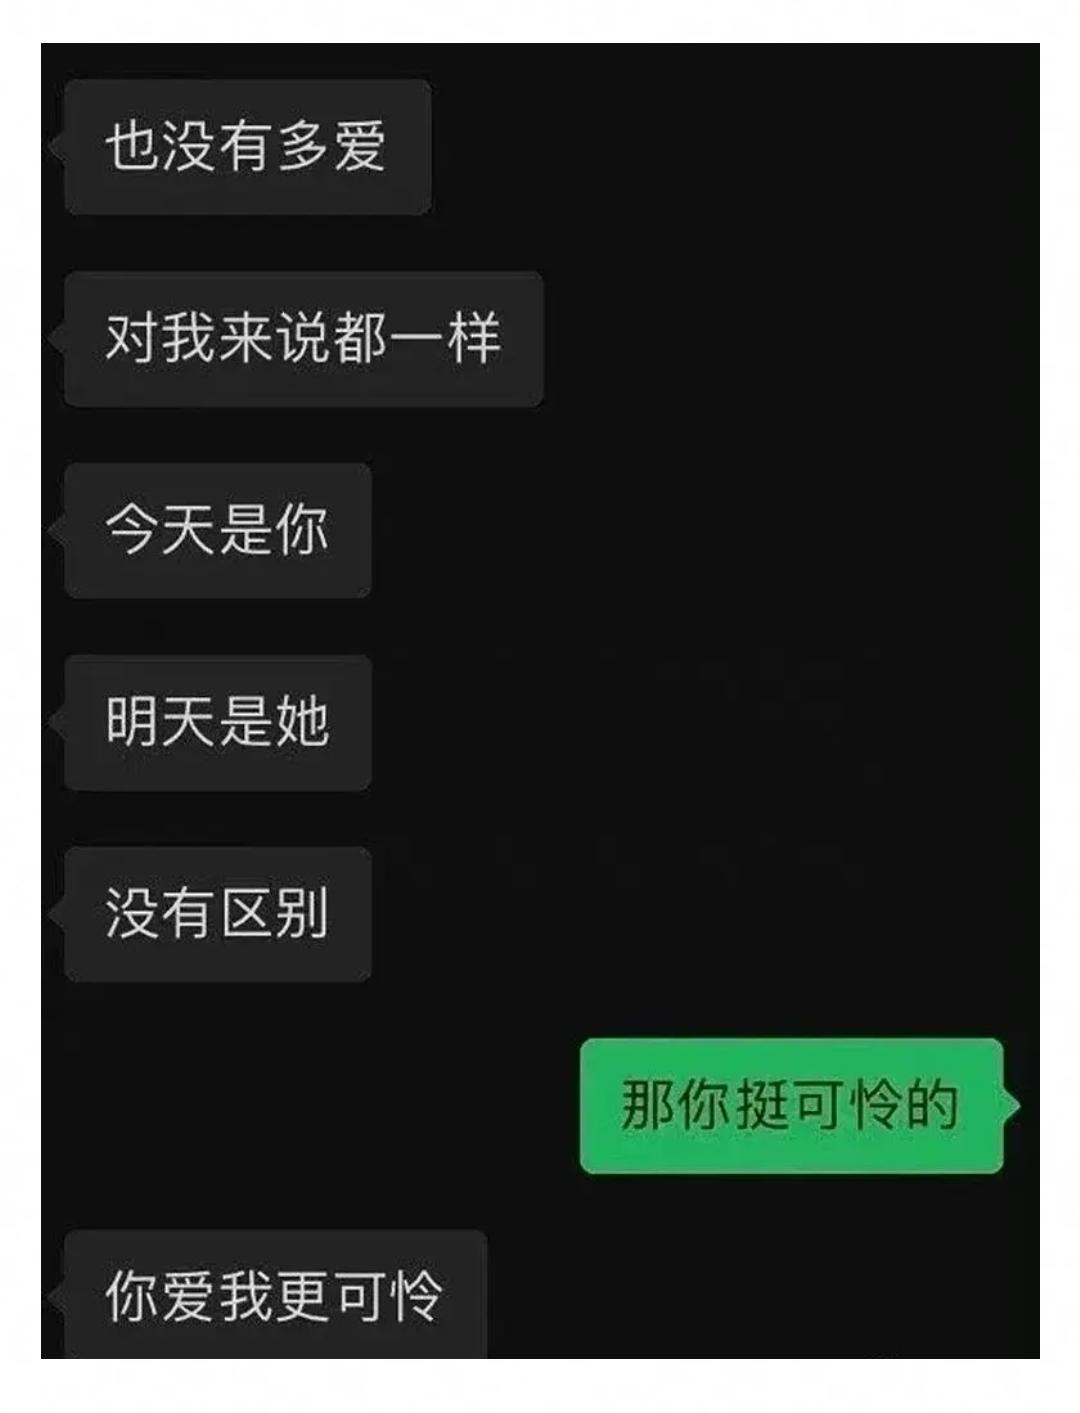 也没有多爱
对我来说都一样
今天是你
明天是她
没有区别
那你挺可怜的
你爱我更可怜